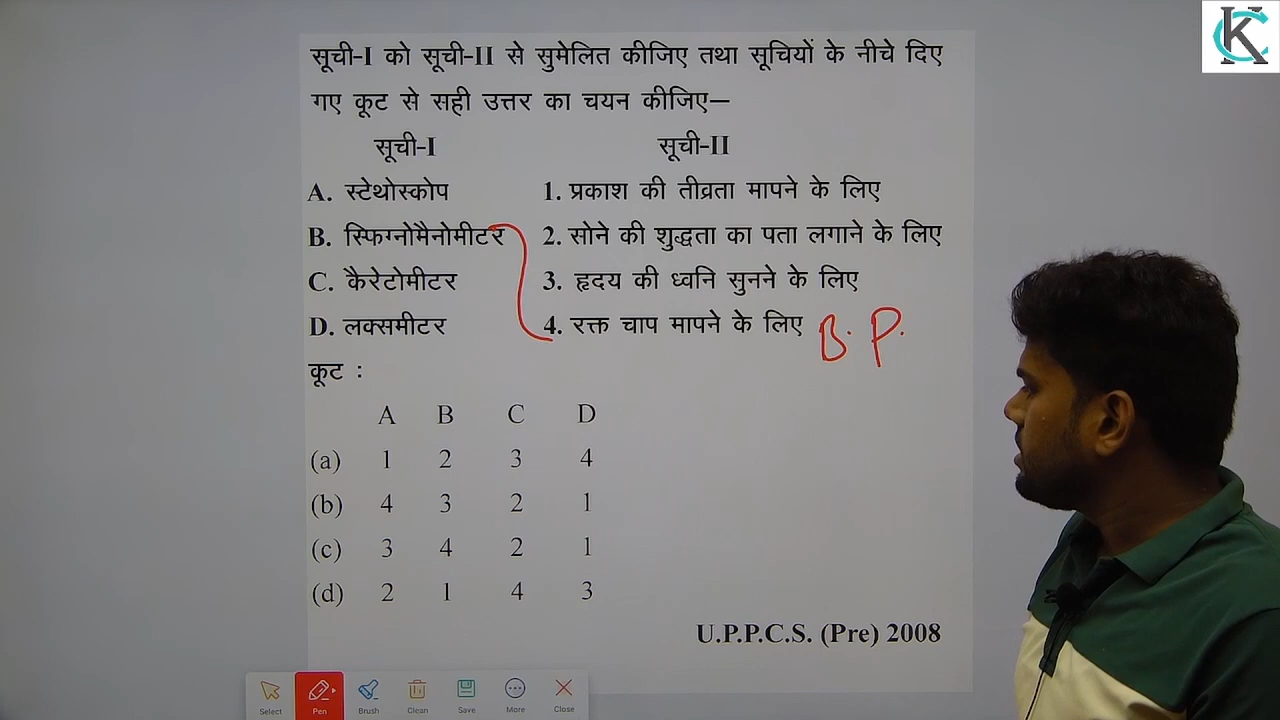 KC
सूची-I को सूची-II से सुमेलित कीजिए तथा सूचियों के नीचे दिए
गए कूट से सही उत्तर का चयन कीजिए—
सूची-I सूची-II
A. स्टेथोस्कोप 1. प्रकाश की तीव्रता मापने के लिए
B. स्फिग्नोमैनोमीटर 2. सोने की शुद्धता का पता लगाने के लिए
C. कैरेटोमीटर 3. हृदय की ध्वनि सुनने के लिए
D. लक्समीटर 4. रक्त चाप मापने के लिए B. P.
कूट :
A B C D
(a) 1 2 3 4
(b) 4 3 2 1
(c) 3 4 2 1
(d) 2 1 4 3
U.P.P.C.S. (Pre) 2008
Select Pen Brush Clean Save More Close